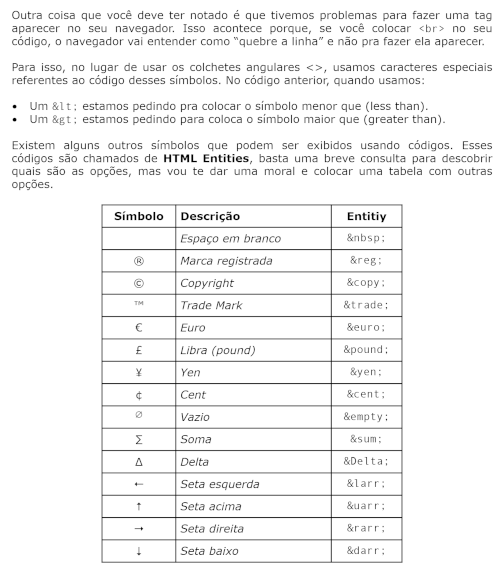 Outra coisa que você deve ter notado é que tivemos problemas para fazer uma tag
aparecer no seu navegador. Isso acontece porque, se você colocar <br> no seu
código, o navegador vai entender como “quebre a linha” e não pra fazer ela aparecer.
Para isso, no lugar de usar os colchetes angulares <>, usamos caracteres especiais
referentes ao código desses símbolos. No código anterior, quando usamos:
• Um &lt; estamos pedindo pra colocar o símbolo menor que (less than).
• Um &gt; estamos pedindo para coloca o símbolo maior que (greater than).
Existem alguns outros símbolos que podem ser exibidos usando códigos. Esses
códigos são chamados de HTML Entities, basta uma breve consulta para descobrir
quais são as opções, mas vou te dar uma moral e colocar uma tabela com outras
opções.
Símbolo Descrição Entitiy
Espaço em branco &nbsp;
® Marca registrada &reg;
© Copyright &copy;
™ Trade Mark &trade;
€ Euro &euro;
£ Libra (pound) &pound;
¥ Yen &yen;
¢ Cent &cent;
∅ Vazio &empty;
∑ Soma &sum;
Δ Delta &Delta;
← Seta esquerda &larr;
↑ Seta acima &uarr;
→ Seta direita &rarr;
↓ Seta baixo &darr;